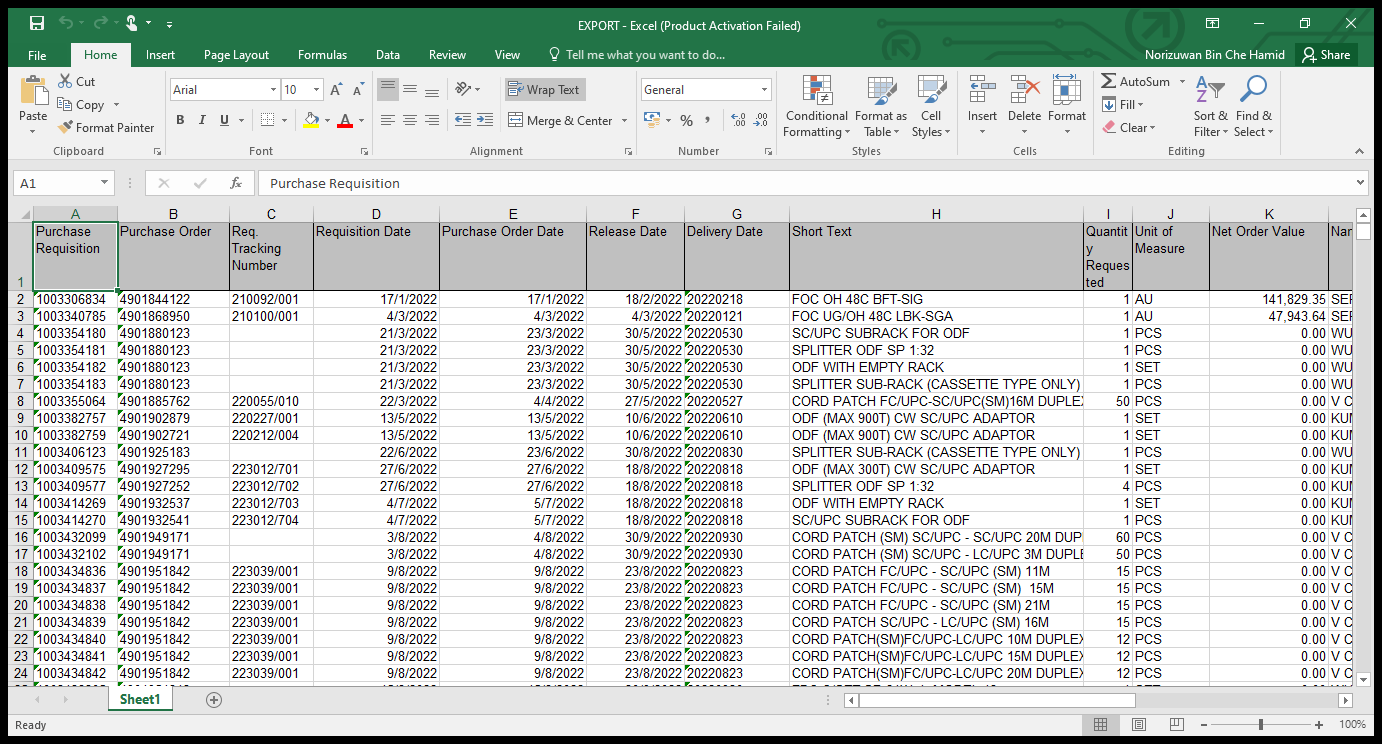 EXPORT - Excel (Product Activation Failed)
File Home Insert Page Layout Formulas Data Review View Tell me what you want to do... Norizuwan Bin Che Hamid Share
Paste Cut Copy Format Painter
Clipboard
Arial 10 A A
B I U A
Font
Wrap Text
Merge & Center
Alignment
General
% , .00 .00
Number
Conditional Formatting Format as Table Cell Styles
Styles
Insert Delete Format
Cells
AutoSum Fill Clear Sort & Filter Find & Select
Editing
A1 fx Purchase Requisition
A B C D E F G H I J K
1 Purchase Requisition Purchase Order Req. Tracking Number Requisition Date Purchase Order Date Release Date Delivery Date Short Text Quantity Requested Unit of Measure Net Order Value Nar
2 1003306834 4901844122 210092/001 17/1/2022 17/1/2022 18/2/2022 20220218 FOC OH 48C BFT-SIG 1 AU 141,829.35 SEF
3 1003340785 4901868950 210100/001 4/3/2022 4/3/2022 4/3/2022 20220121 FOC UG/OH 48C LBK-SGA 1 AU 47,943.64 SEF
4 1003354180 4901880123 21/3/2022 23/3/2022 30/5/2022 20220530 SC/UPC SUBRACK FOR ODF 1 PCS 0.00 WU
5 1003354181 4901880123 21/3/2022 23/3/2022 30/5/2022 20220530 SPLITTER ODF SP 1:32 1 PCS 0.00 WU
6 1003354182 4901880123 21/3/2022 23/3/2022 30/5/2022 20220530 ODF WITH EMPTY RACK 1 SET 0.00 WU
7 1003354183 4901880123 21/3/2022 23/3/2022 30/5/2022 20220530 SPLITTER SUB-RACK (CASSETTE TYPE ONLY) 1 PCS 0.00 WU
8 1003355064 4901885762 220055/010 22/3/2022 4/4/2022 27/5/2022 20220527 CORD PATCH FC/UPC-SC/UPC(SM)16M DUPLEX 50 PCS 0.00 V C
9 1003382757 4901902879 220227/001 13/5/2022 13/5/2022 10/6/2022 20220610 ODF (MAX 900T) CW SC/UPC ADAPTOR 1 SET 0.00 KUM
10 1003382759 4901902721 220212/004 13/5/2022 13/5/2022 10/6/2022 20220610 ODF (MAX 900T) CW SC/UPC ADAPTOR 1 SET 0.00 KUM
11 1003406123 4901925183 22/6/2022 23/6/2022 30/8/2022 20220830 SPLITTER SUB-RACK (CASSETTE TYPE ONLY) 1 PCS 0.00 WU
12 1003409575 4901927295 223012/701 27/6/2022 27/6/2022 18/8/2022 20220818 ODF (MAX 300T) CW SC/UPC ADAPTOR 1 SET 0.00 KUM
13 1003409577 4901927252 223012/702 27/6/2022 27/6/2022 18/8/2022 20220818 SPLITTER ODF SP 1:32 4 PCS 0.00 KUM
14 1003414269 4901932537 223012/703 4/7/2022 5/7/2022 18/8/2022 20220818 ODF WITH EMPTY RACK 1 SET 0.00 KUM
15 1003414270 4901932541 223012/704 4/7/2022 5/7/2022 18/8/2022 20220818 SC/UPC SUBRACK FOR ODF 1 PCS 0.00 KUM
16 1003432099 4901949171 3/8/2022 4/8/2022 30/9/2022 20220930 CORD PATCH (SM) SC/UPC - SC/UPC 20M DUPL 60 PCS 0.00 V C
17 1003432102 4901949171 3/8/2022 4/8/2022 30/9/2022 20220930 CORD PATCH (SM) SC/UPC - LC/UPC 3M DUPLE 50 PCS 0.00 V C
18 1003434836 4901951842 223039/001 9/8/2022 9/8/2022 23/8/2022 20220823 CORD PATCH FC/UPC - SC/UPC (SM) 11M 15 PCS 0.00 V C
19 1003434837 4901951842 223039/001 9/8/2022 9/8/2022 23/8/2022 20220823 CORD PATCH FC/UPC - SC/UPC (SM)  15M 15 PCS 0.00 V C
20 1003434838 4901951842 223039/001 9/8/2022 9/8/2022 23/8/2022 20220823 CORD PATCH FC/UPC - SC/UPC (SM) 21M 15 PCS 0.00 V C
21 1003434839 4901951842 223039/001 9/8/2022 9/8/2022 23/8/2022 20220823 CORD PATCH SC/UPC - LC/UPC (SM) 16M 15 PCS 0.00 V C
22 1003434840 4901951842 223039/001 9/8/2022 9/8/2022 23/8/2022 20220823 CORD PATCH(SM)FC/UPC-LC/UPC 10M DUPLEX 12 PCS 0.00 V C
23 1003434841 4901951842 223039/001 9/8/2022 9/8/2022 23/8/2022 20220823 CORD PATCH(SM)FC/UPC-LC/UPC 15M DUPLEX 12 PCS 0.00 V C
24 1003434842 4901951842 223039/001 9/8/2022 9/8/2022 23/8/2022 20220823 CORD PATCH(SM)FC/UPC-LC/UPC 20M DUPLEX 12 PCS 0.00 V C
Sheet1
Ready 100%